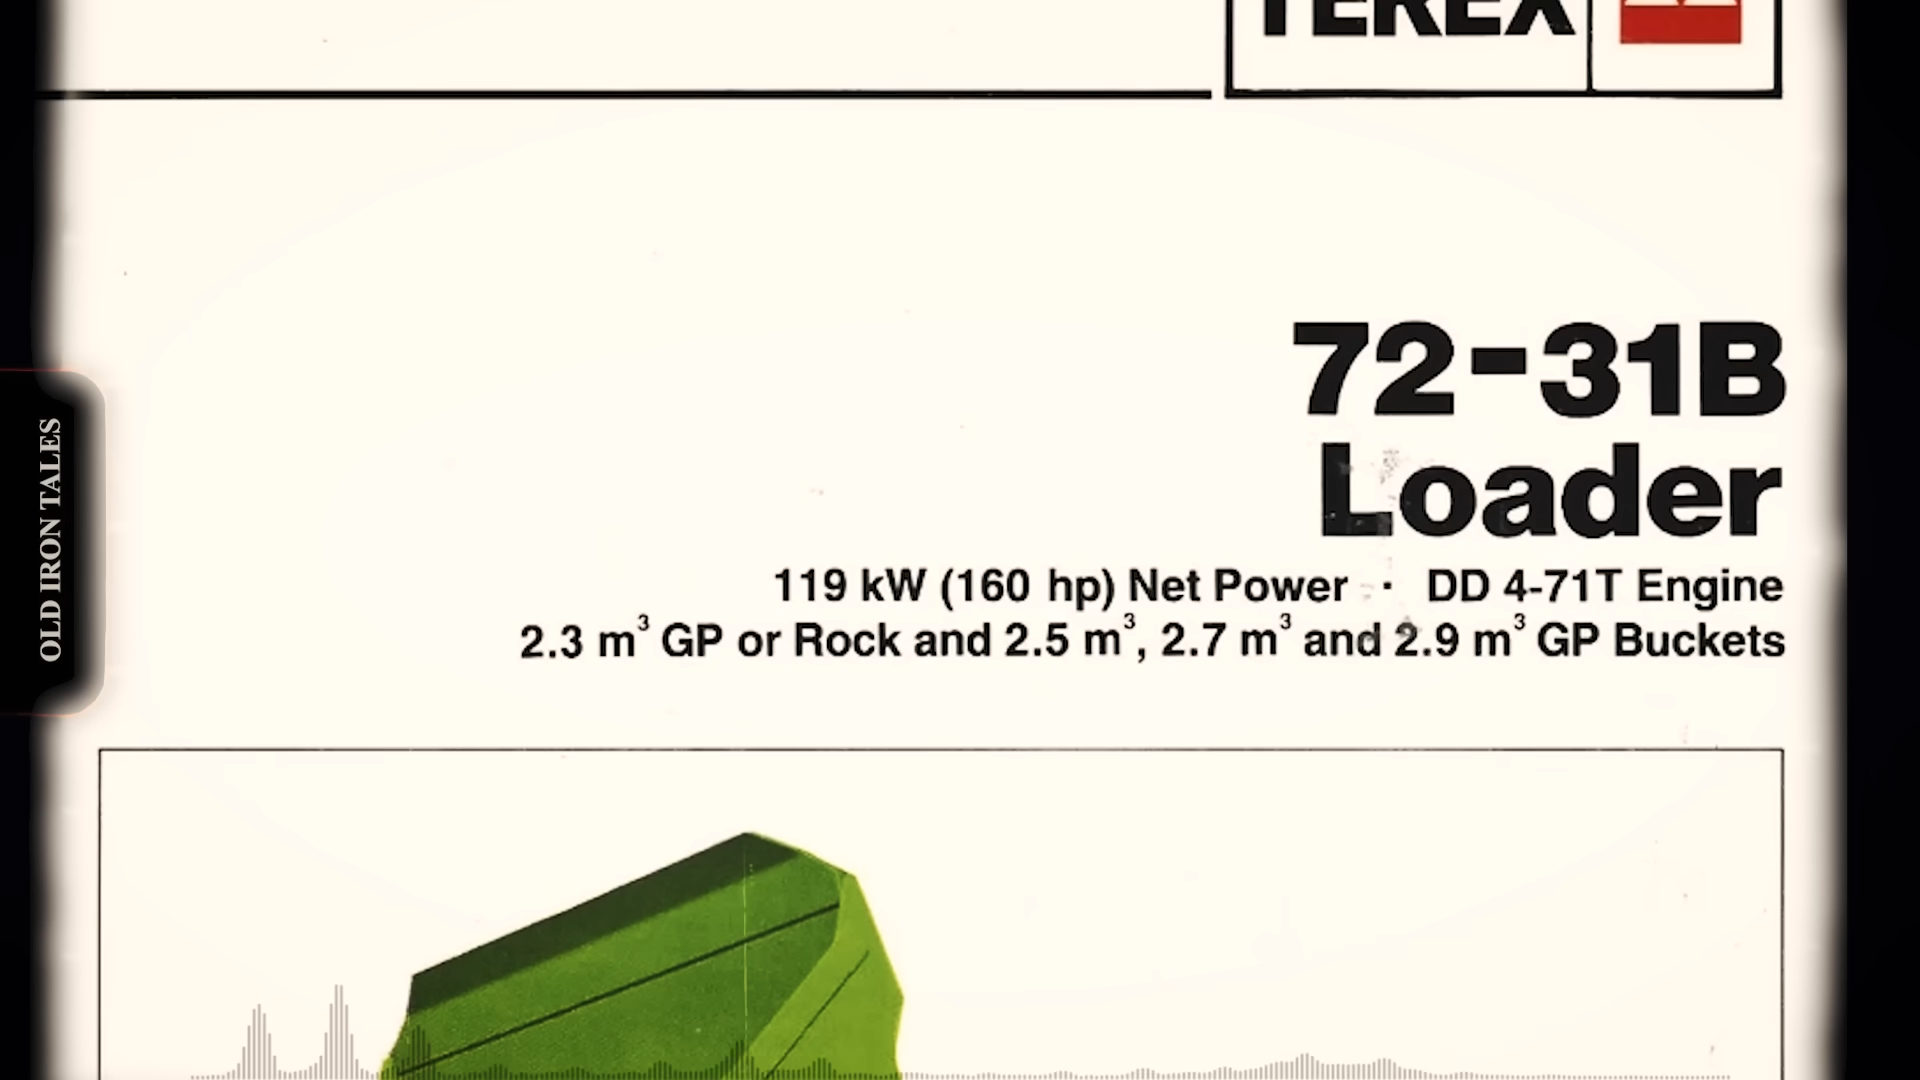 TEREX
72-31B
Loader
119 kW (160 hp) Net Power · DD 4-71T Engine
2.3 m³ GP or Rock and 2.5 m³, 2.7 m³ and 2.9 m³ GP Buckets
OLD IRON TALES